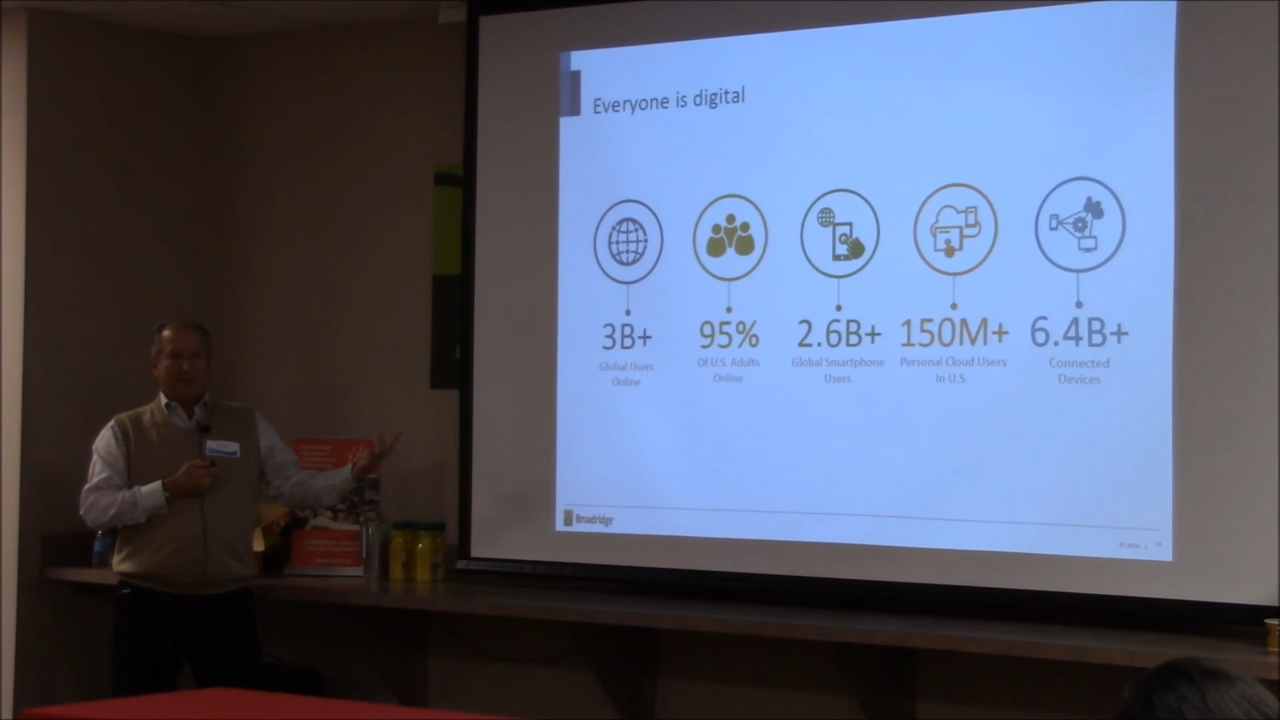 Everyone is digital
3B+
Global Users
Online
95%
Of U.S. Adults
Online
2.6B+
Global Smartphone
Users
150M+
Personal Cloud Users
In U.S.
6.4B+
Connected
Devices
Broadridge